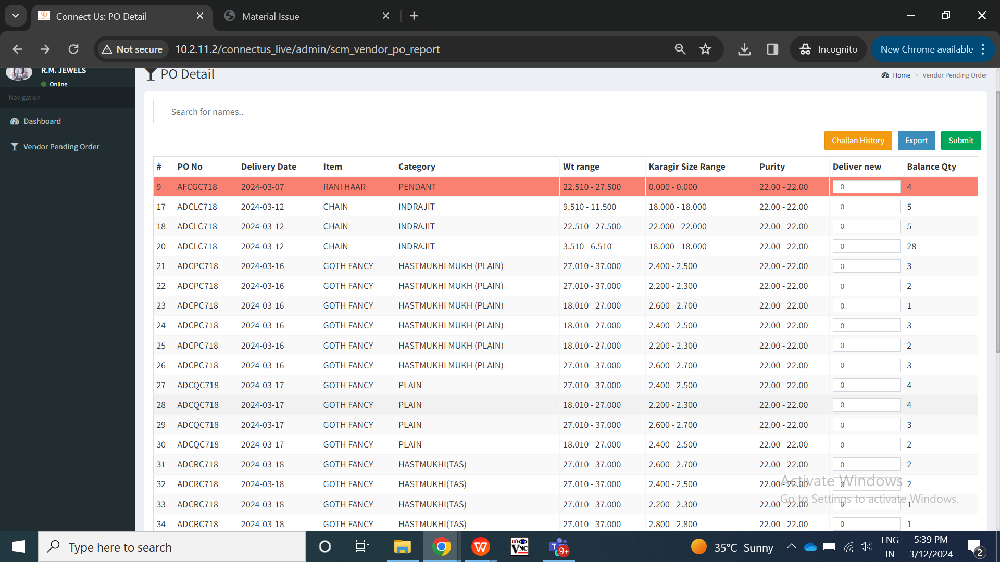 Connect Us: PO Detail
Material Issue
Not secure
10.2.11.2/connectus_live/admin/scm_vendor_po_report
Incognito
New Chrome available
R.M. JEWELS
Online
Navigation
Dashboard
Vendor Pending Order
PO Detail
Home > Vendor Pending Order
Search for names..
Challan History Export Submit
# PO No Delivery Date Item Category Wt range Karagir Size Range Purity Deliver new Balance Qty
9 AFCGC718 2024-03-07 RANI HAAR PENDANT 22.510 - 27.500 0.000 - 0.000 22.00 - 22.00 0 4
17 ADCLC718 2024-03-12 CHAIN INDRAJIT 9.510 - 11.500 18.000 - 18.000 22.00 - 22.00 0 5
18 ADCLC718 2024-03-12 CHAIN INDRAJIT 22.510 - 27.500 22.000 - 22.000 22.00 - 22.00 0 5
20 ADCLC718 2024-03-12 CHAIN INDRAJIT 3.510 - 6.510 18.000 - 18.000 22.00 - 22.00 0 28
21 ADCPC718 2024-03-16 GOTH FANCY HASTMUKHI MUKH (PLAIN) 27.010 - 37.000 2.400 - 2.500 22.00 - 22.00 0 3
22 ADCPC718 2024-03-16 GOTH FANCY HASTMUKHI MUKH (PLAIN) 27.010 - 37.000 2.200 - 2.300 22.00 - 22.00 0 2
23 ADCPC718 2024-03-16 GOTH FANCY HASTMUKHI MUKH (PLAIN) 18.010 - 27.000 2.600 - 2.700 22.00 - 22.00 0 1
24 ADCPC718 2024-03-16 GOTH FANCY HASTMUKHI MUKH (PLAIN) 18.010 - 27.000 2.400 - 2.500 22.00 - 22.00 0 3
25 ADCPC718 2024-03-16 GOTH FANCY HASTMUKHI MUKH (PLAIN) 18.010 - 27.000 2.200 - 2.300 22.00 - 22.00 0 2
26 ADCPC718 2024-03-16 GOTH FANCY HASTMUKHI MUKH (PLAIN) 27.010 - 37.000 2.600 - 2.700 22.00 - 22.00 0 3
27 ADCQC718 2024-03-17 GOTH FANCY PLAIN 27.010 - 37.000 2.400 - 2.500 22.00 - 22.00 0 4
28 ADCQC718 2024-03-17 GOTH FANCY PLAIN 18.010 - 27.000 2.200 - 2.300 22.00 - 22.00 0 4
29 ADCQC718 2024-03-17 GOTH FANCY PLAIN 27.010 - 37.000 2.600 - 2.700 22.00 - 22.00 0 3
30 ADCQC718 2024-03-17 GOTH FANCY PLAIN 18.010 - 27.000 2.400 - 2.500 22.00 - 22.00 0 2
31 ADCRC718 2024-03-18 GOTH FANCY HASTMUKHI(TAS) 27.010 - 37.000 2.600 - 2.700 22.00 - 22.00 0 2
32 ADCRC718 2024-03-18 GOTH FANCY HASTMUKHI(TAS) 27.010 - 37.000 2.400 - 2.500 22.00 - 22.00 0 2
33 ADCRC718 2024-03-18 GOTH FANCY HASTMUKHI(TAS) 27.010 - 37.000 2.200 - 2.300 22.00 - 22.00 0 1
34 ADCRC718 2024-03-18 GOTH FANCY HASTMUKHI(TAS) 27.010 - 37.000 2.800 - 2.800 22.00 - 22.00 0 1
Activate Windows
Go to Settings to activate Windows.
Type here to search
9+
35°C Sunny
ENG
IN
5:39 PM
3/12/2024
2